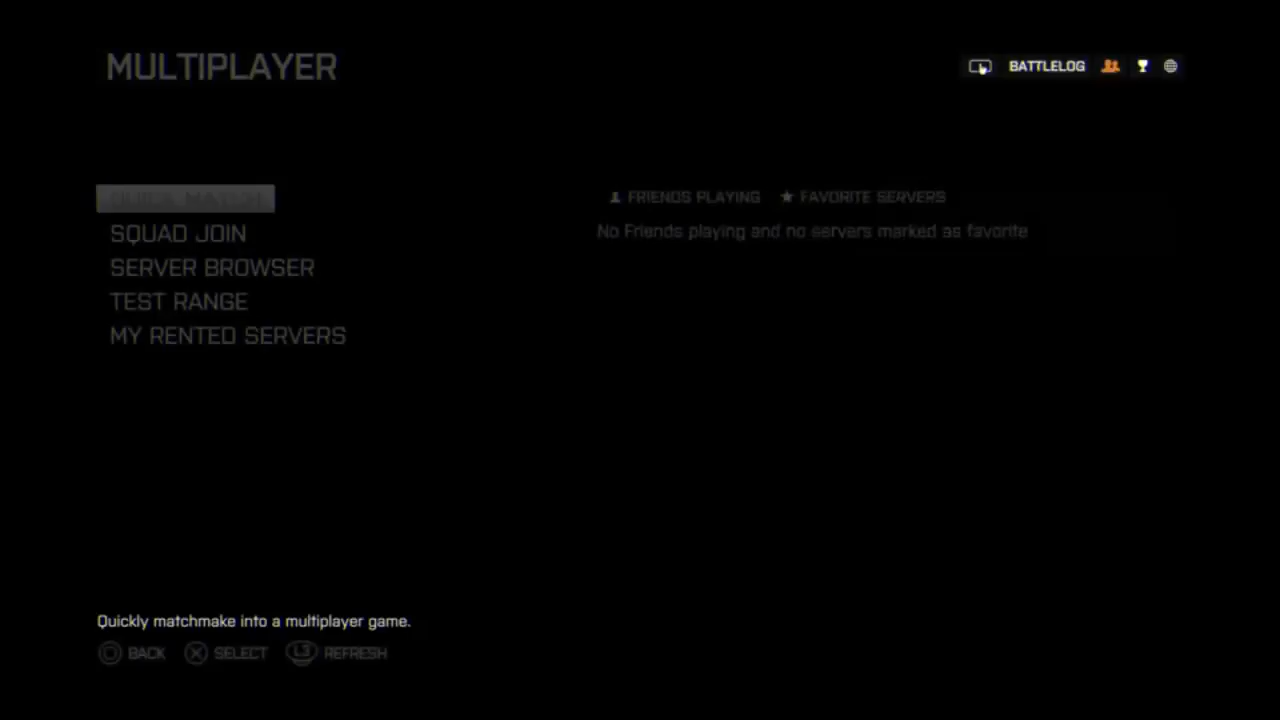 MULTIPLAYER
BATTLELOG
QUICK MATCH
SQUAD JOIN
SERVER BROWSER
TEST RANGE
MY RENTED SERVERS
FRIENDS PLAYING
FAVORITE SERVERS
No Friends playing and no servers marked as favorite
Quickly matchmake into a multiplayer game.
BACK SELECT L3 REFRESH